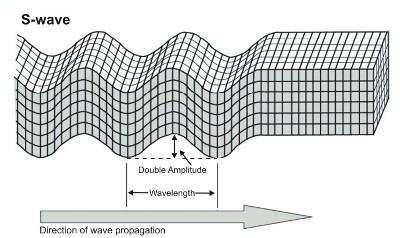 S-wave
Double Amplitude
Wavelength
Direction of wave propagation